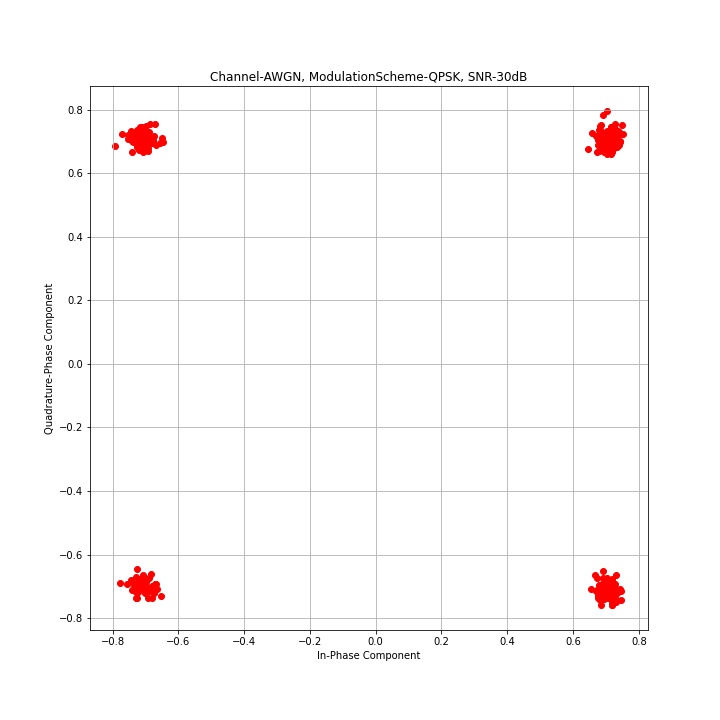 Channel-AWGN, ModulationScheme-QPSK, SNR-30dB
0.8
0.6
0.4
0.2
0.0
−0.2
−0.4
−0.6
−0.8
Quadrature-Phase Component
−0.8 −0.6 −0.4 −0.2 0.0 0.2 0.4 0.6 0.8
In-Phase Component